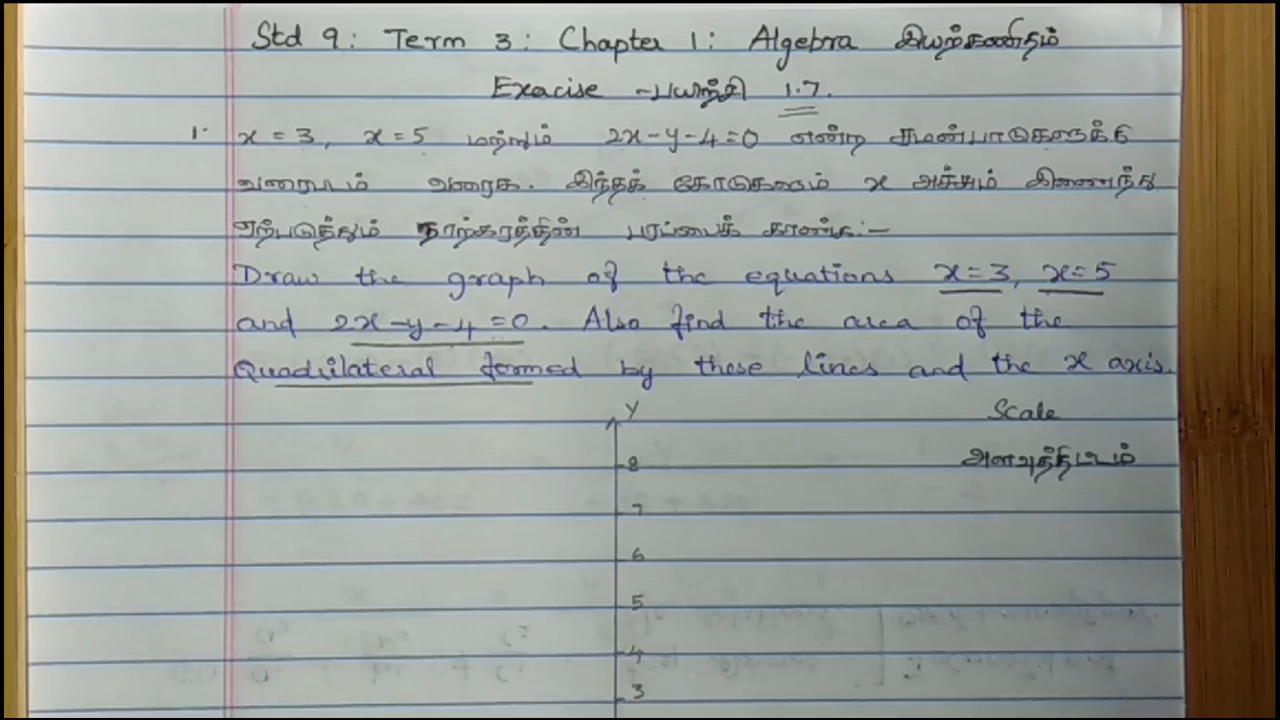 Std 9: Term 3: Chapter 1: Algebra இயற்கணிதம்
Exacise - பயிற்சி 1.7.
1. x = 3, x = 5 மற்றும் 2x-y-4=0 என்ற சமன்பாடுகளுக்கு
வரைபடம் வரைக. இந்தக் கோடுகளும் x அச்சும் இணைந்து
ஏற்படுத்தும் நாற்கரத்தின் பரப்பைக் காண்க:-
Draw the graph of the equations x=3, x=5
and 2x-y-4=0. Also find the area of the
Quadrilateral formed by these lines and the x axis.
Y Scale
8 அளவுத்திட்டம்
7
6
5
4
3